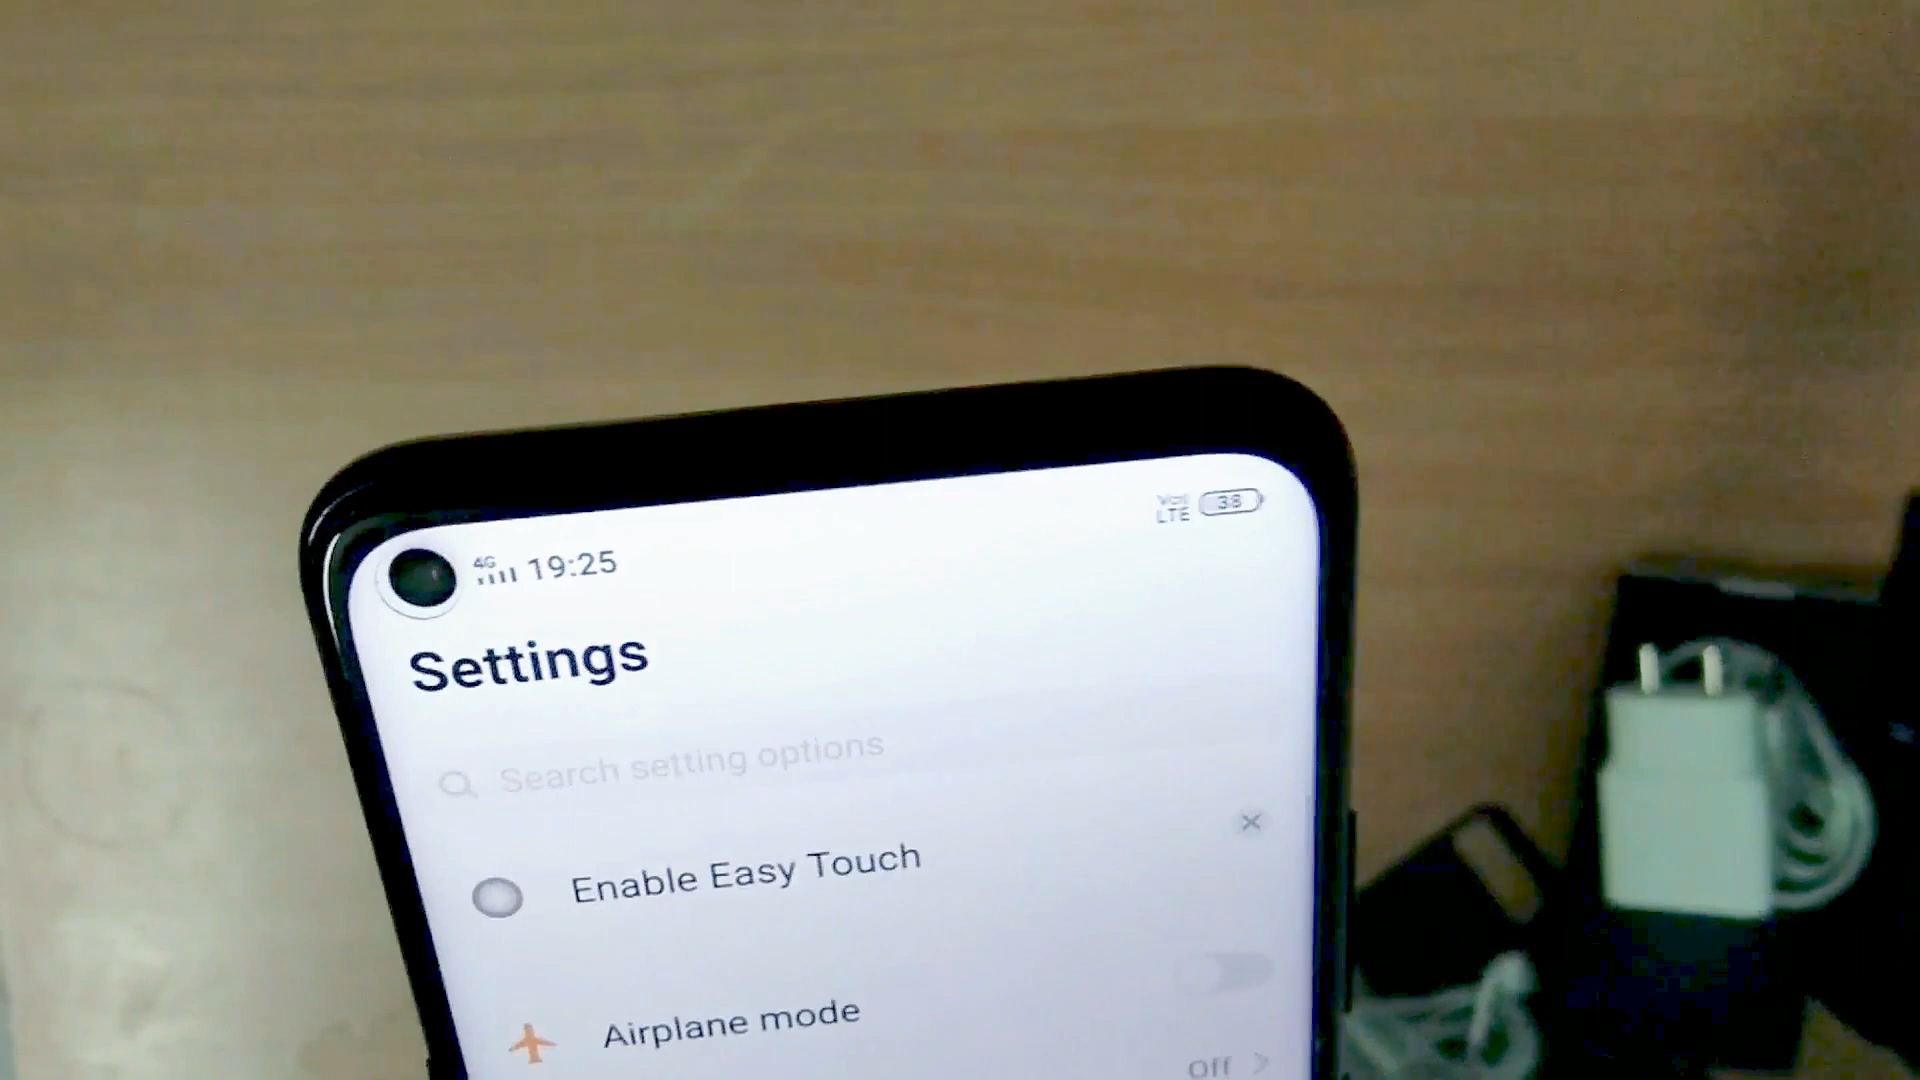 4G 19:25
Vol LTE 38
Settings
Search setting options
Enable Easy Touch
Airplane mode
Off